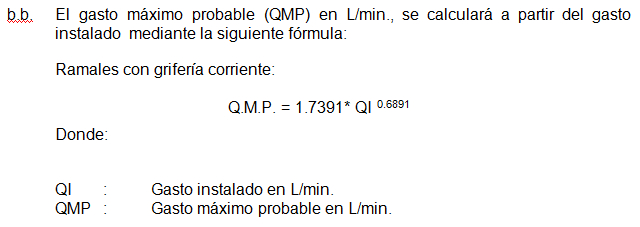 b.b. El gasto máximo probable (QMP) en L/min., se calculará a partir del gasto
instalado mediante la siguiente fórmula:
Ramales con grifería corriente:
Q.M.P. = 1.7391* QI 0.6891
Donde:
QI : Gasto instalado en L/min.
QMP : Gasto máximo probable en L/min.